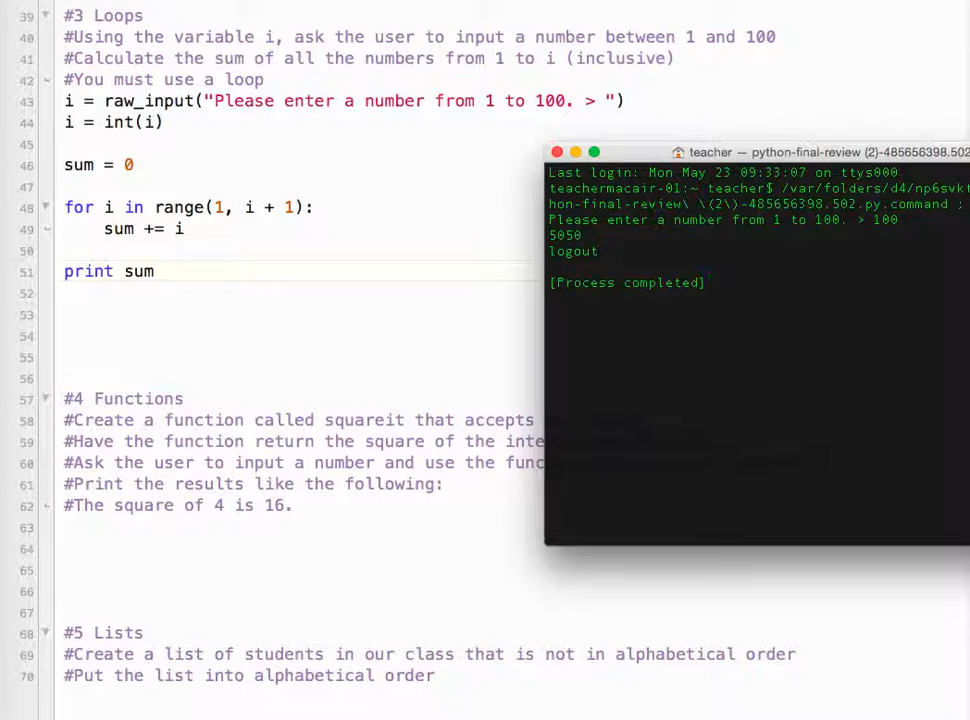 39 #3 Loops
40 #Using the variable i, ask the user to input a number between 1 and 100
41 #Calculate the sum of all the numbers from 1 to i (inclusive)
42 #You must use a loop
43 i = raw_input("Please enter a number from 1 to 100. > ")
44 i = int(i)
45
46 sum = 0
47
48 for i in range(1, i + 1):
49     sum += i
50
51 print sum
52
53
54
55
56
57 #4 Functions
58 #Create a function called squareit that accepts
59 #Have the function return the square of the inte
60 #Ask the user to input a number and use the func
61 #Print the results like the following:
62 #The square of 4 is 16.
63
64
65
66
67
68 #5 Lists
69 #Create a list of students in our class that is not in alphabetical order
70 #Put the list into alphabetical order
teacher — python-final-review (2)-485656398.502
Last login: Mon May 23 09:33:07 on ttys000
teachermacair-01:~ teacher$ /var/folders/d4/np6svkt
hon-final-review\ \(2\)-485656398.502.py.command ;
Please enter a number from 1 to 100. > 100
5050
logout
[Process completed]